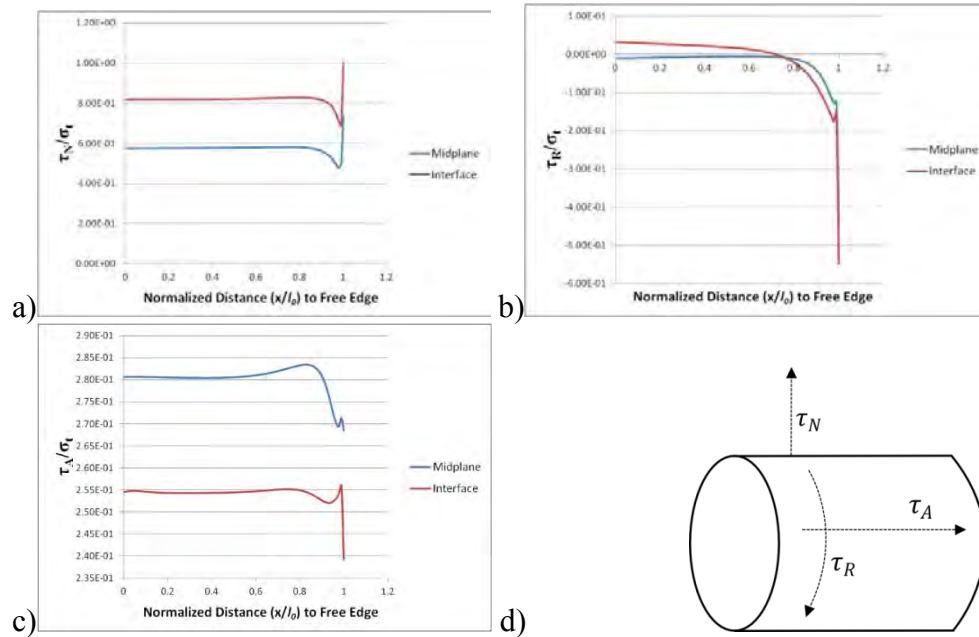 a)
τN/σt
1.20E+00
1.00E+00
8.00E-01
6.00E-01
4.00E-01
2.00E-01
0.00E+00
0 0.2 0.4 0.6 0.8 1 1.2
Normalized Distance (x/l0) to Free Edge
Midplane
Interface
b)
τR/σt
1.00E-01
0.00E+00
-1.00E-01
-2.00E-01
-3.00E-01
-4.00E-01
-5.00E-01
-6.00E-01
0 0.2 0.4 0.6 0.8 1 1.2
Normalized Distance (x/l0) to Free Edge
Midplane
Interface
c)
τA/σt
2.90E-01
2.85E-01
2.80E-01
2.75E-01
2.70E-01
2.65E-01
2.60E-01
2.55E-01
2.50E-01
2.45E-01
2.40E-01
2.35E-01
0 0.2 0.4 0.6 0.8 1 1.2
Normalized Distance (x/l0) to Free Edge
Midplane
Interface
d)
τN
τA
τR